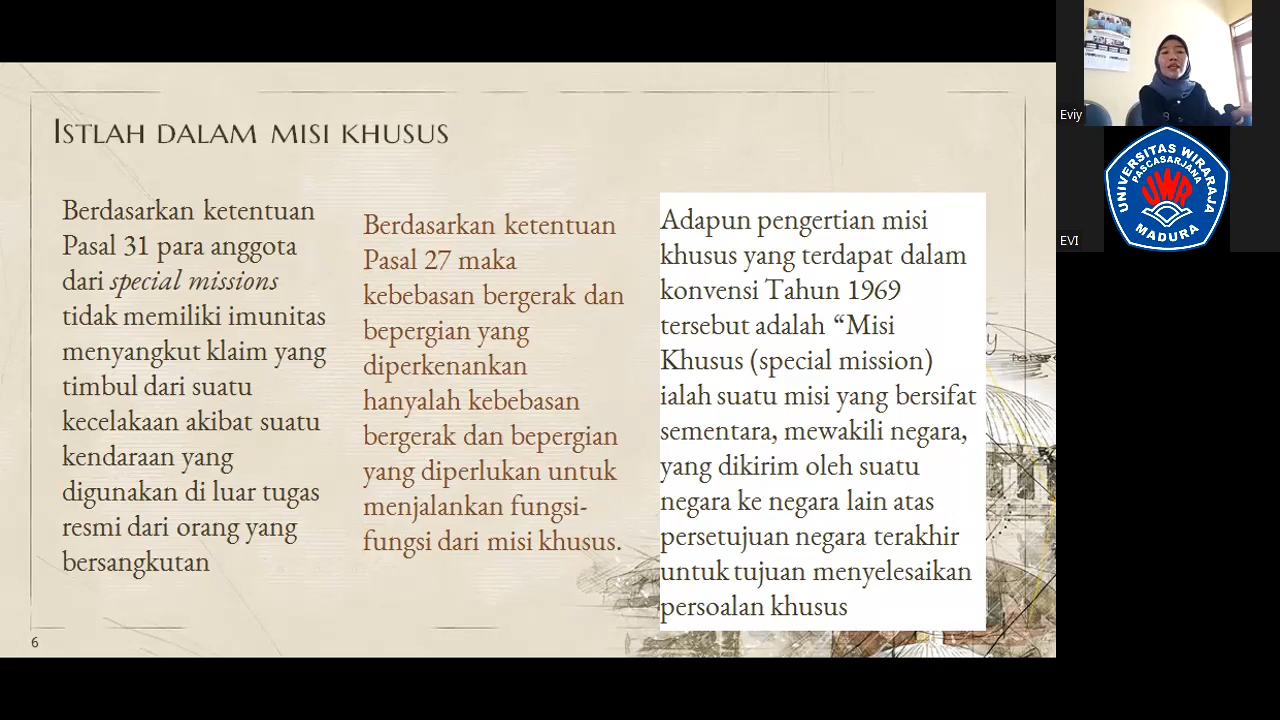 ISTLAH DALAM MISI KHUSUS
Berdasarkan ketentuan
Pasal 31 para anggota
dari special missions
tidak memiliki imunitas
menyangkut klaim yang
timbul dari suatu
kecelakaan akibat suatu
kendaraan yang
digunakan di luar tugas
resmi dari orang yang
bersangkutan
Berdasarkan ketentuan
Pasal 27 maka
kebebasan bergerak dan
bepergian yang
diperkenankan
hanyalah kebebasan
bergerak dan bepergian
yang diperlukan untuk
menjalankan fungsi-
fungsi dari misi khusus.
Adapun pengertian misi
khusus yang terdapat dalam
konvensi Tahun 1969
tersebut adalah “Misi
Khusus (special mission)
ialah suatu misi yang bersifat
sementara, mewakili negara,
yang dikirim oleh suatu
negara ke negara lain atas
persetujuan negara terakhir
untuk tujuan menyelesaikan
persoalan khusus
6
Eviy
UNIVERSITAS WIRARAJA
PASCASARJANA
UWR
MADURA
EVI